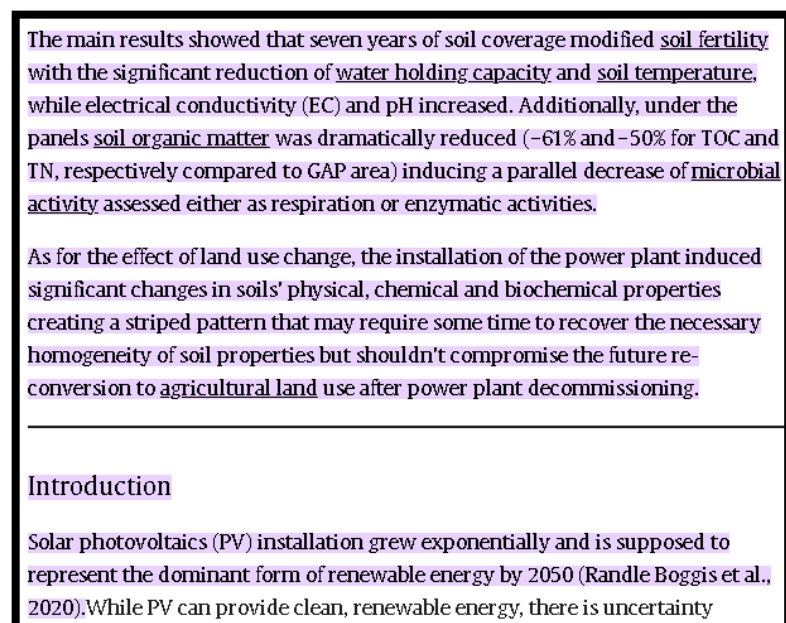 The main results showed that seven years of soil coverage modified soil fertility
with the significant reduction of water holding capacity and soil temperature,
while electrical conductivity (EC) and pH increased. Additionally, under the
panels soil organic matter was dramatically reduced (−61% and −50% for TOC and
TN, respectively compared to GAP area) inducing a parallel decrease of microbial
activity assessed either as respiration or enzymatic activities.
As for the effect of land use change, the installation of the power plant induced
significant changes in soils' physical, chemical and biochemical properties
creating a striped pattern that may require some time to recover the necessary
homogeneity of soil properties but shouldn't compromise the future re-
conversion to agricultural land use after power plant decommissioning.
Introduction
Solar photovoltaics (PV) installation grew exponentially and is supposed to
represent the dominant form of renewable energy by 2050 (Randle Boggis et al.,
2020).While PV can provide clean, renewable energy, there is uncertainty